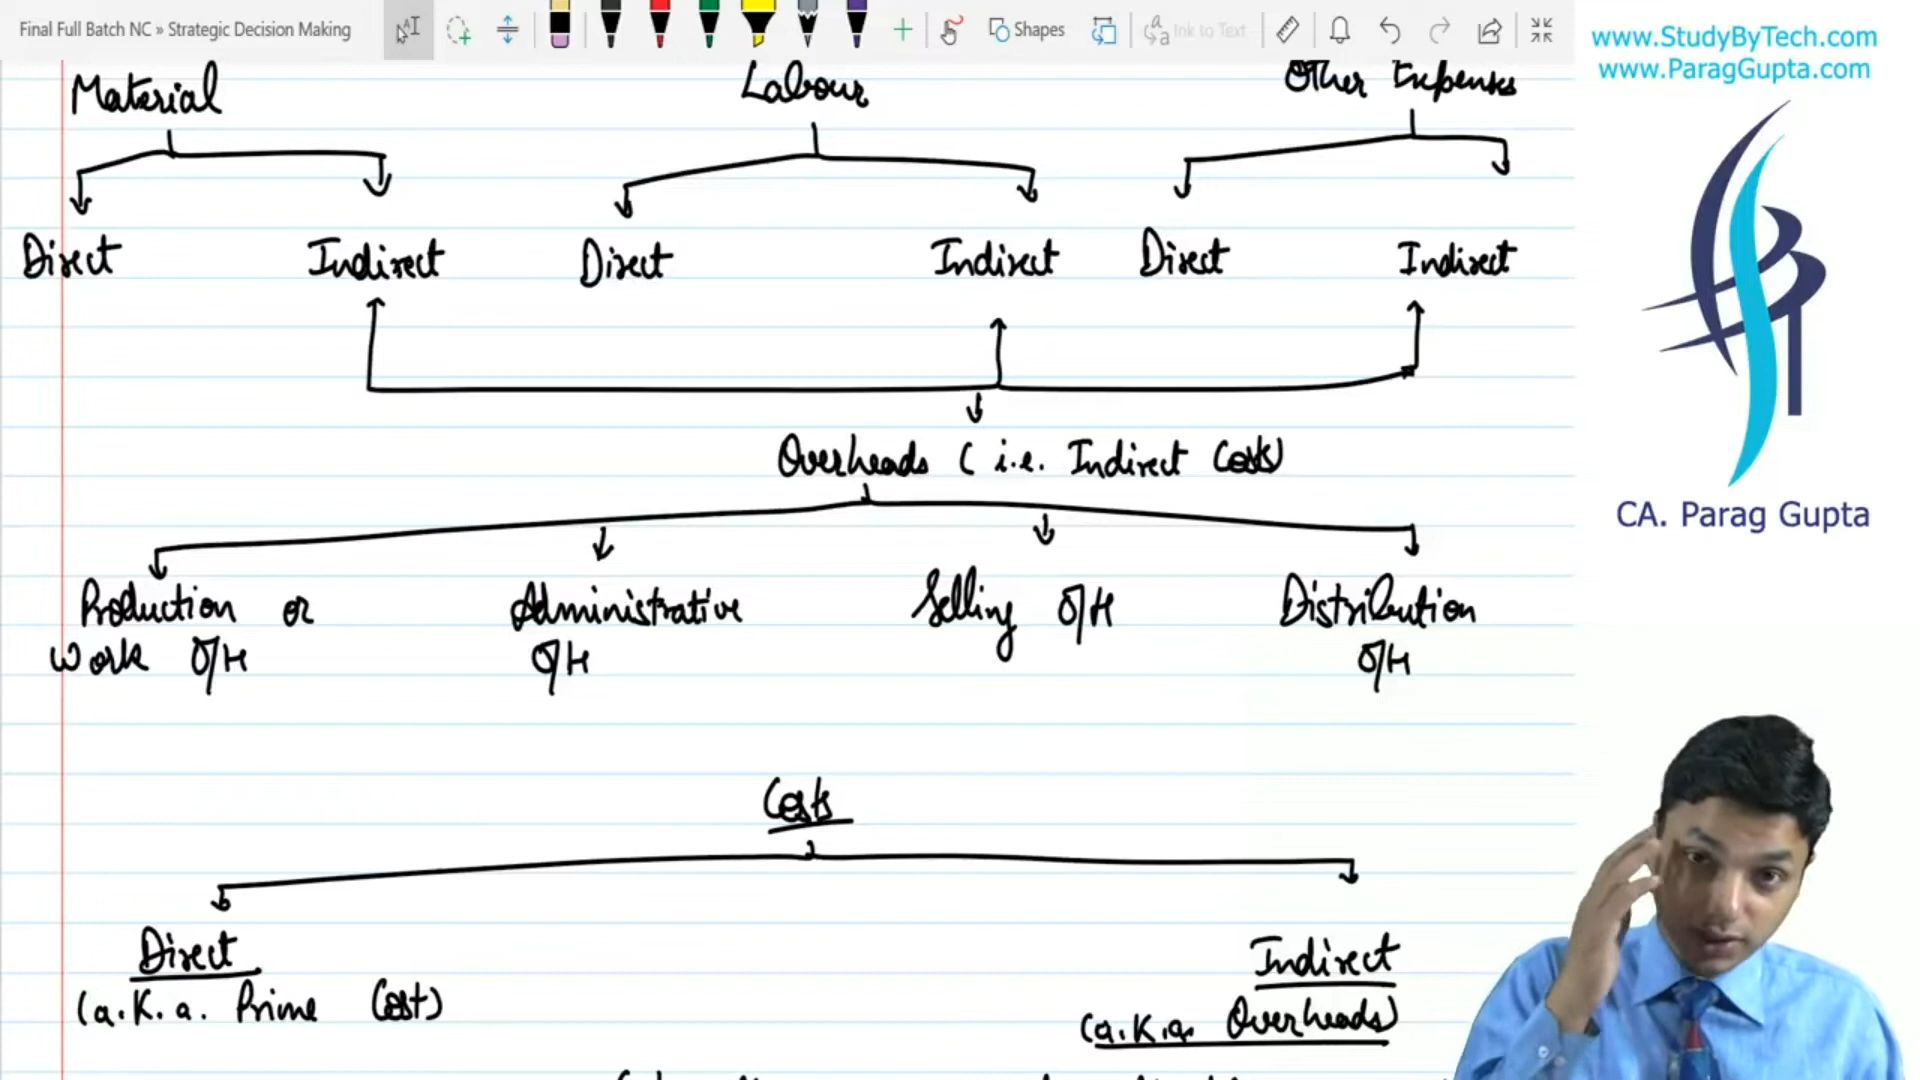 Final Full Batch NC » Strategic Decision Making
Shapes
Ink to Text
www.StudyByTech.com
www.ParagGupta.com
Material
Labour
Other Expenses
Direct
Indirect
Direct
Indirect
Direct
Indirect
Overheads (i.e. Indirect Costs)
CA. Parag Gupta
Production or
Work O/H
Administrative
O/H
Selling O/H
Distribution
O/H
Costs
Direct
(a.k.a. Prime Cost)
Indirect
(a.k.a. Overheads)